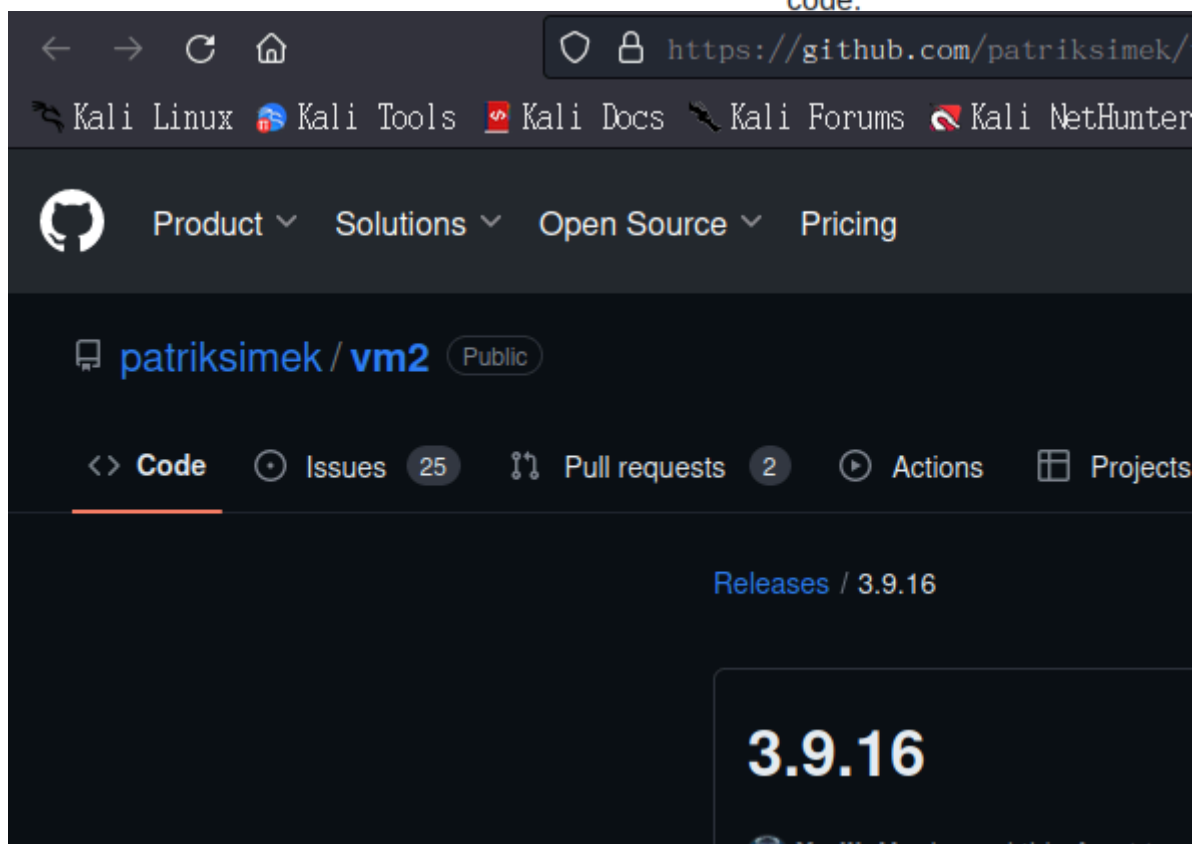 code.
https://github.com/patriksimek/
Kali Linux Kali Tools Kali Docs Kali Forums Kali NetHunter
Product Solutions Open Source Pricing
patriksimek / vm2 Public
<> Code Issues 25 Pull requests 2 Actions Projects
Releases / 3.9.16
3.9.16